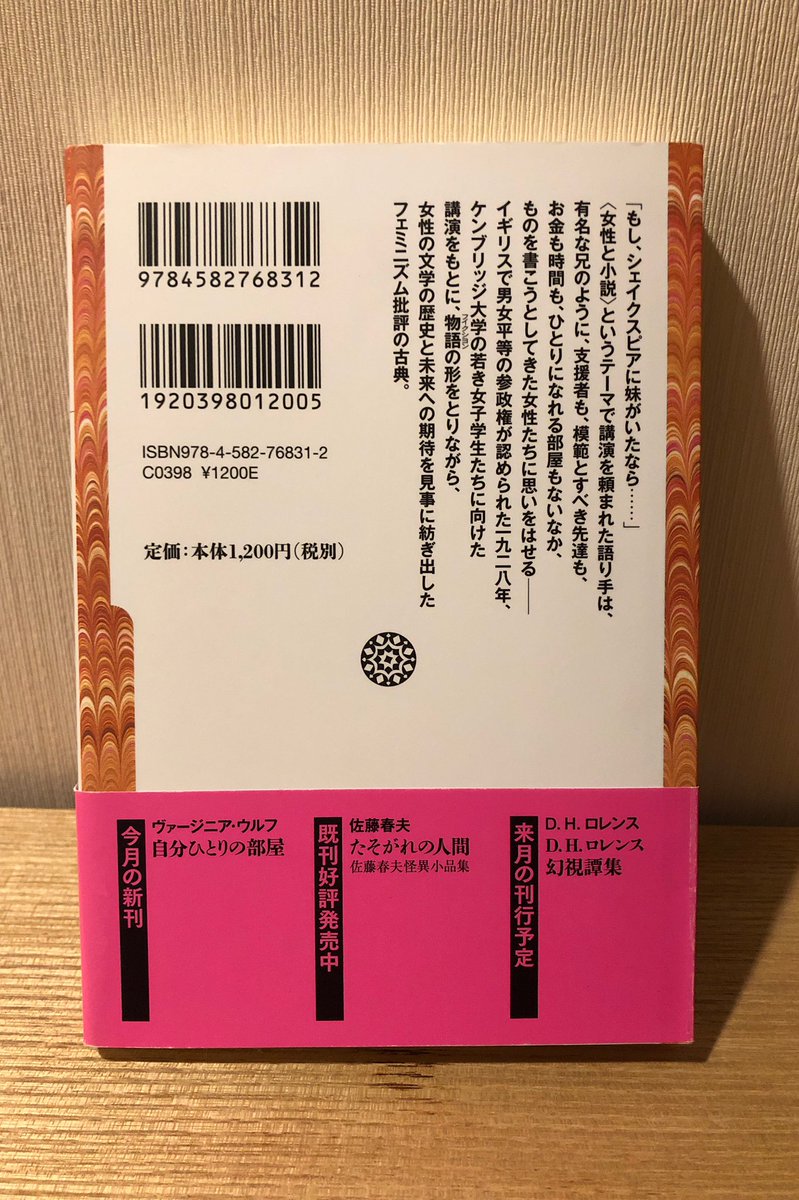 「もし、シェイクスピアに妹がいたなら……」
〈女性と小説〉というテーマで講演を頼まれた語り手は、
有名な兄のように、支援者も、模範とすべき先達も、
お金も時間も、ひとりになれる部屋もないなか、
ものを書こうとしてきた女性たちに思いをはせる――
イギリスで男女平等の参政権が認められた一九二八年、
ケンブリッジ大学の若き女子学生たちに向けた
講演をもとに、物語の形をとりながら、
フィクション
女性の文学の歴史と未来への期待を見事に紡ぎ出した
フェミニズム批評の古典。
9784582768312
1920398012005
ISBN978-4-582-76831-2
C0398 ¥1200E
定価:本体1,200円(税別)
来月の刊行予定
D. H. ロレンス
D. H. ロレンス
幻視譚集
既刊好評発売中
佐藤春夫
たそがれの人間
佐藤春夫怪異小品集
今月の新刊
ヴァージニア・ウルフ
自分ひとりの部屋